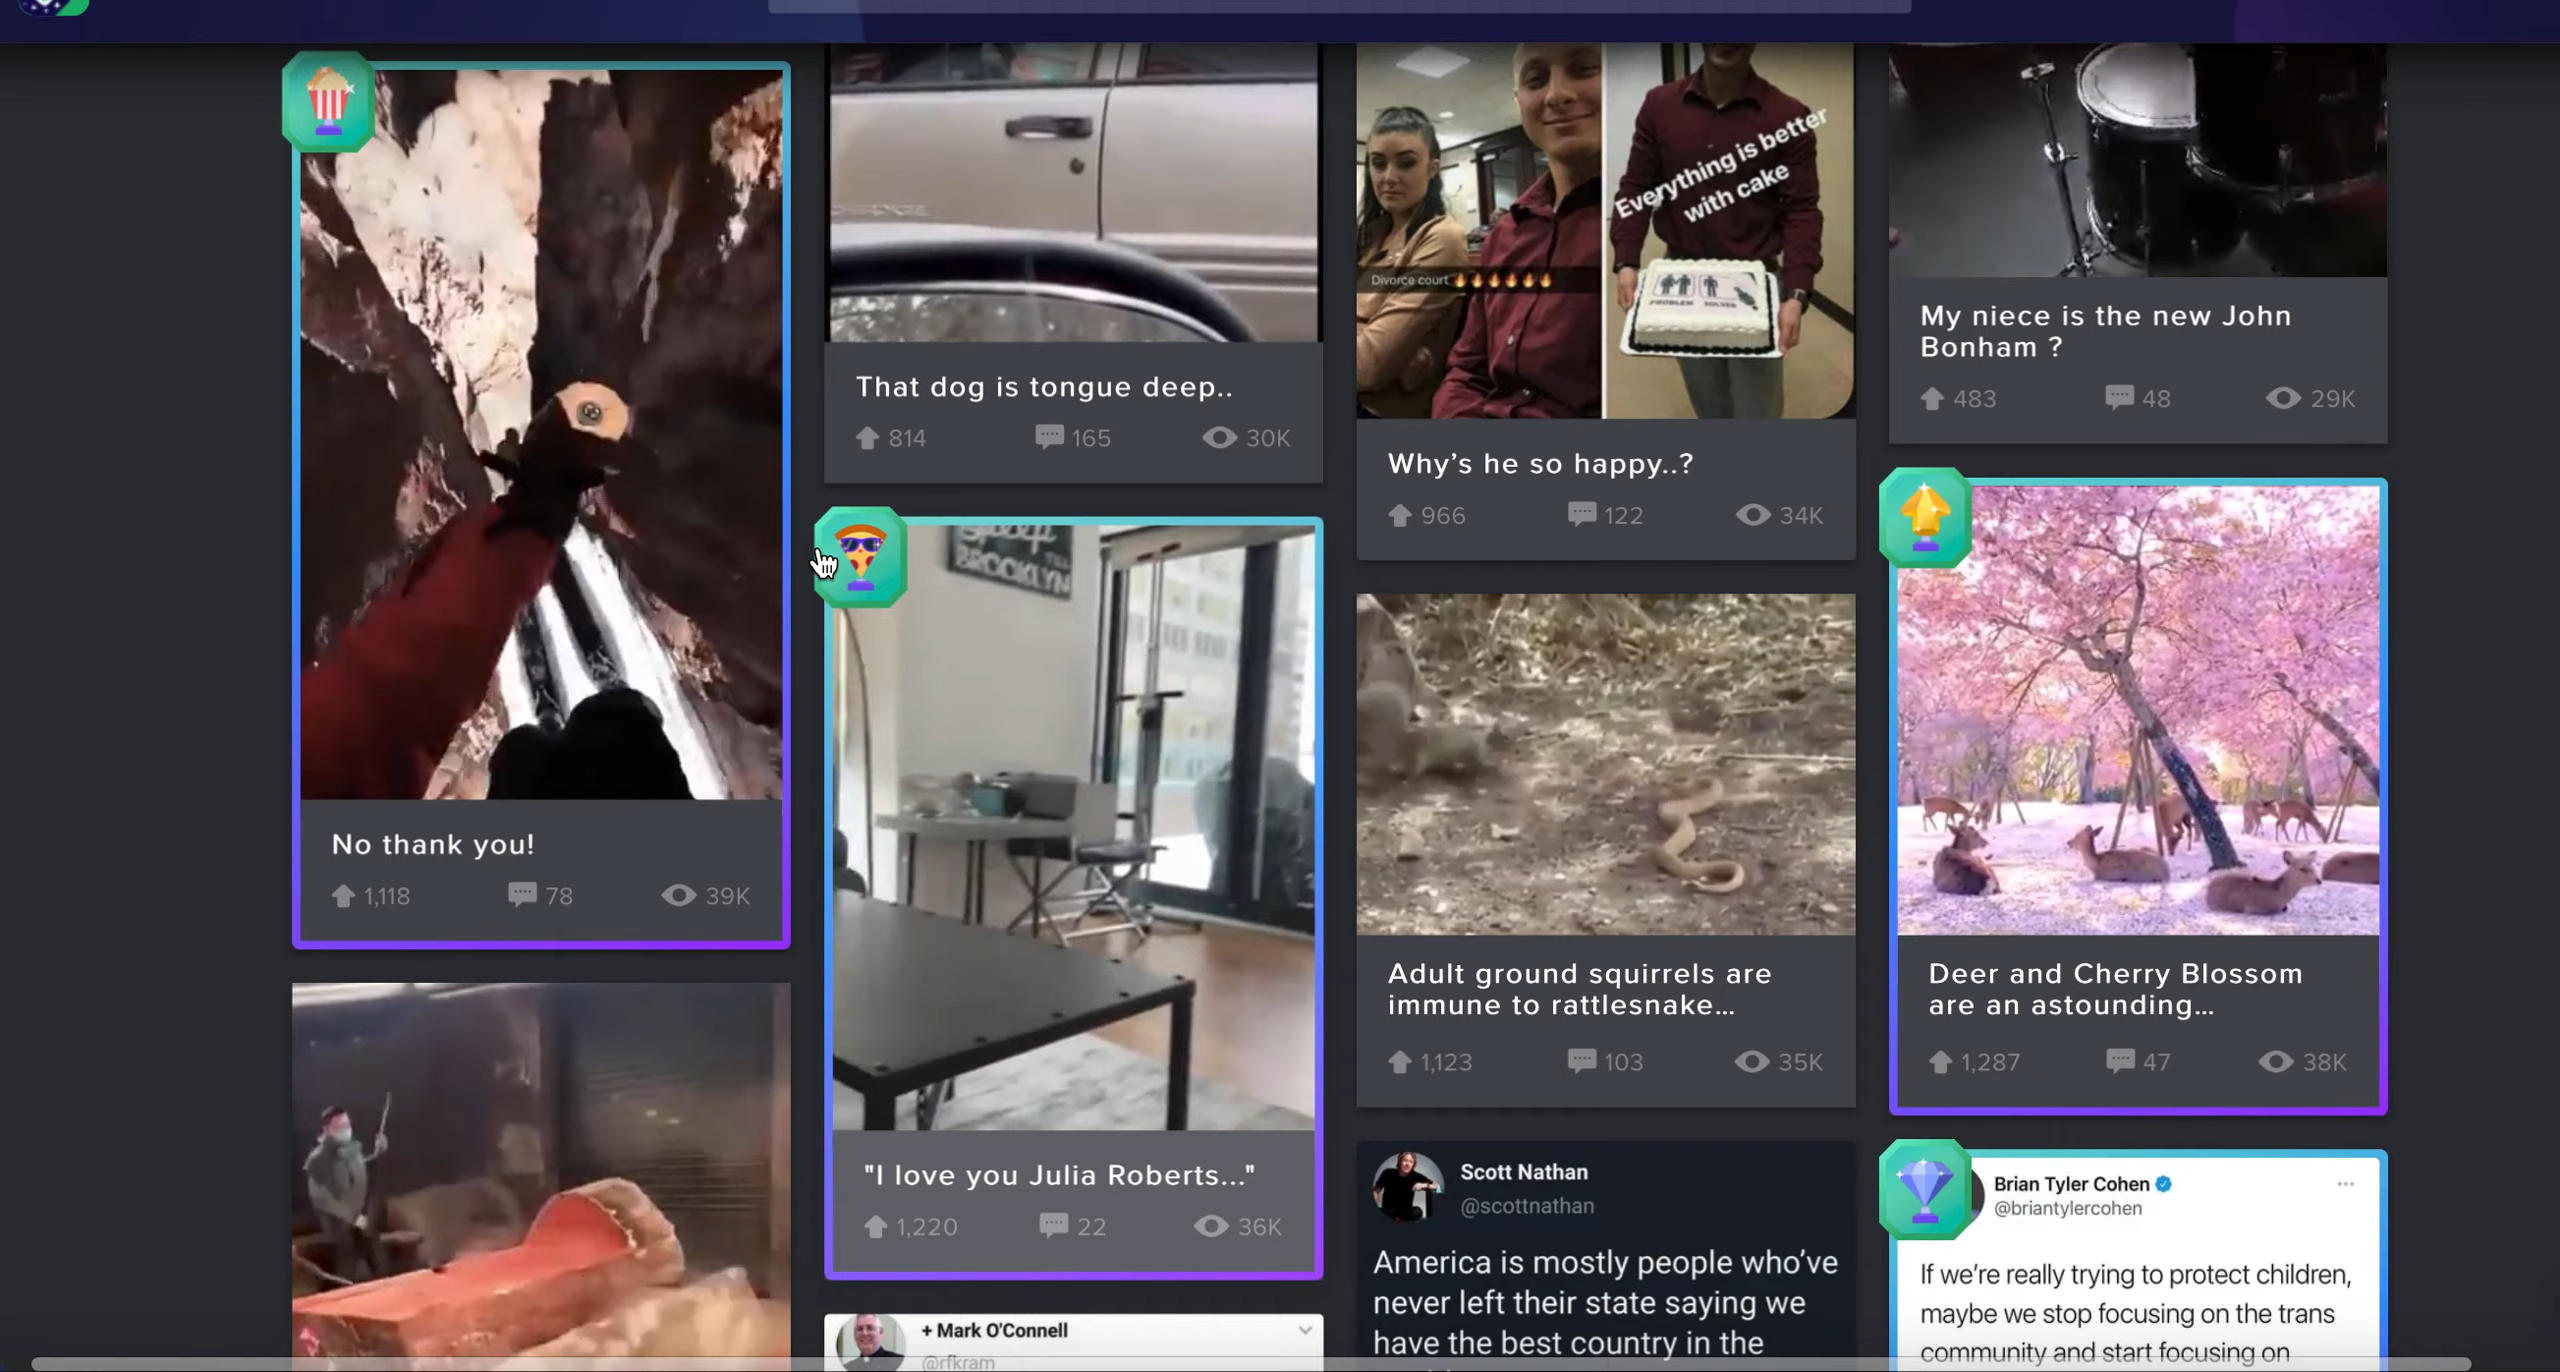 No thank you!
1,118
78
39K
That dog is tongue deep..
814
165
30K
BROOKLYN
"I love you Julia Roberts..."
1,220
22
36K
+ Mark O'Connell
@rfkram
Everything is better
with cake
Divorce court
PROBLEM SOLVED
Why's he so happy..?
966
122
34K
Adult ground squirrels are
immune to rattlesnake...
1,123
103
35K
Scott Nathan
@scottnathan
America is mostly people who've
never left their state saying we
have the best country in the
My niece is the new John
Bonham ?
483
48
29K
Deer and Cherry Blossom
are an astounding...
1,287
47
38K
Brian Tyler Cohen
@briantylercohen
If we're really trying to protect children,
maybe we stop focusing on the trans
community and start focusing on